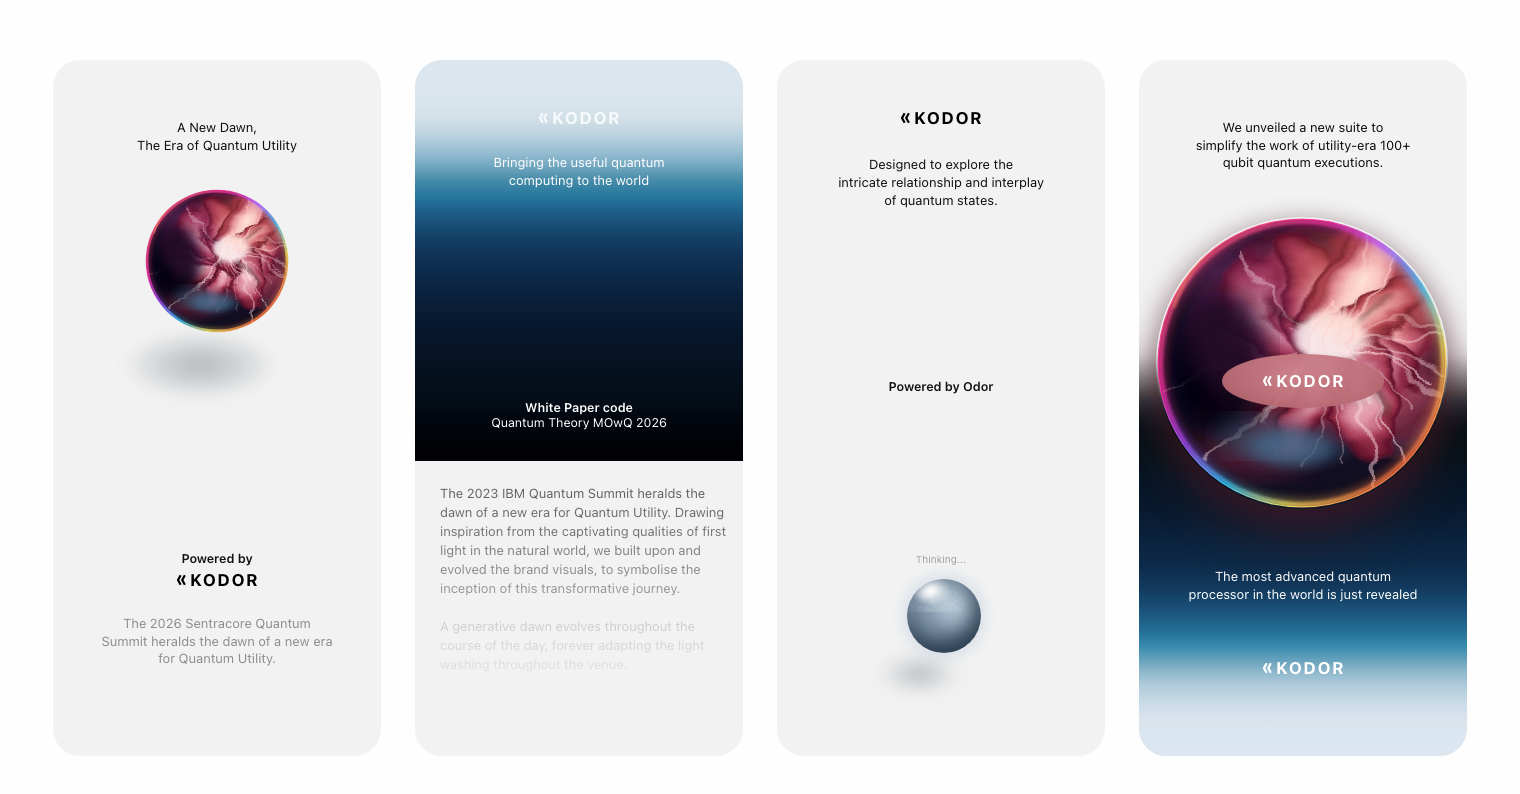 A New Dawn,
The Era of Quantum Utility
Powered by
«KODOR
The 2026 Sentracore Quantum
Summit heralds the dawn of a new era
for Quantum Utility.
«KODOR
Bringing the useful quantum
computing to the world
White Paper code
Quantum Theory MOwQ 2026
The 2023 IBM Quantum Summit heralds the
dawn of a new era for Quantum Utility. Drawing
inspiration from the captivating qualities of first
light in the natural world, we built upon and
evolved the brand visuals, to symbolise the
inception of this transformative journey.
A generative dawn evolves throughout the
course of the day, forever adapting the light
washing throughout the venue.
«KODOR
Designed to explore the
intricate relationship and interplay
of quantum states.
Powered by Odor
Thinking...
We unveiled a new suite to
simplify the work of utility-era 100+
qubit quantum executions.
«KODOR
The most advanced quantum
processor in the world is just revealed
«KODOR